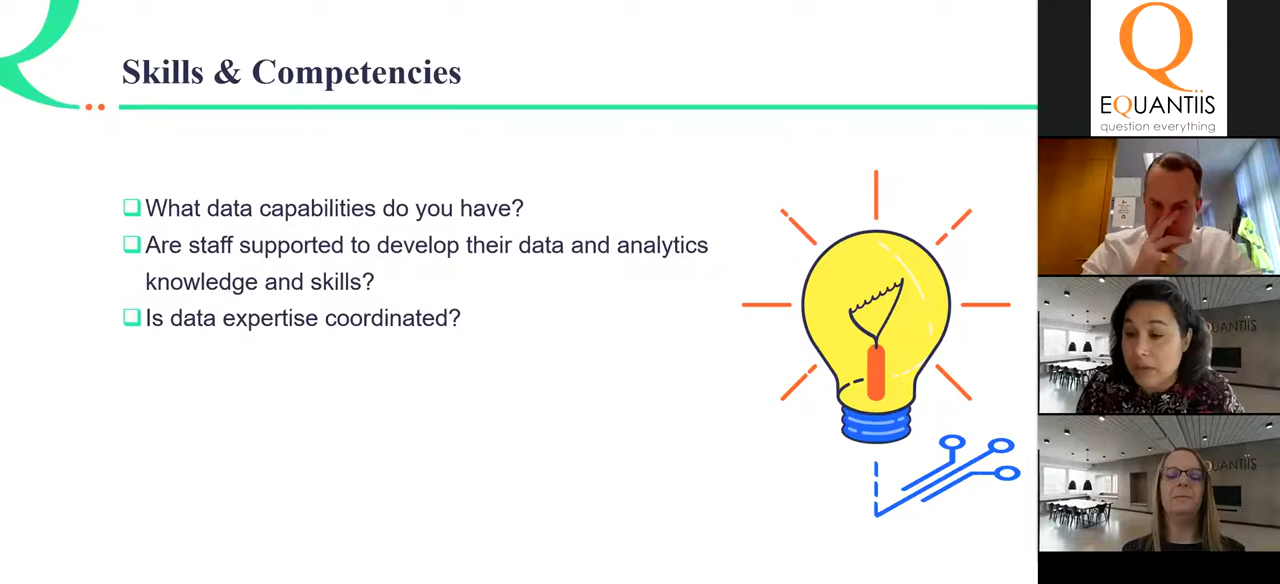 Skills & Competencies
What data capabilities do you have?
Are staff supported to develop their data and analytics
knowledge and skills?
Is data expertise coordinated?
EQUANTIIS
question everything